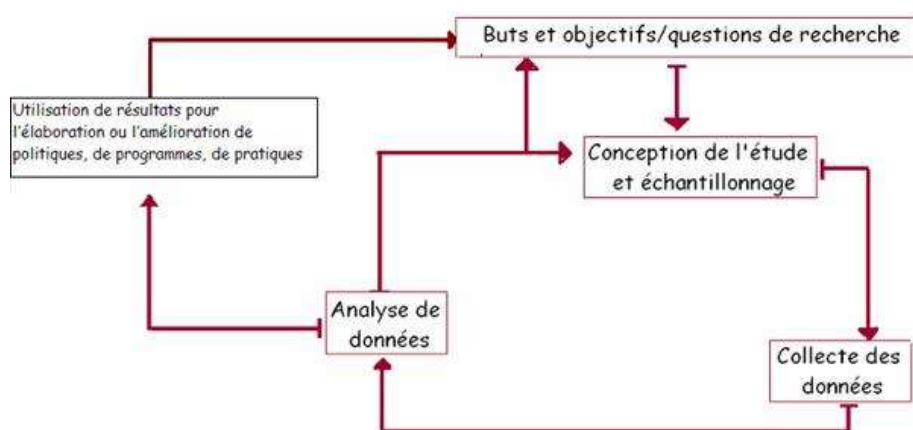 Buts et objectifs/questions de recherche
Utilisation de résultats pour
l'élaboration ou l'amélioration de
politiques, de programmes, de pratiques
Conception de l'étude
et échantillonnage
Analyse de
données
Collecte des
données